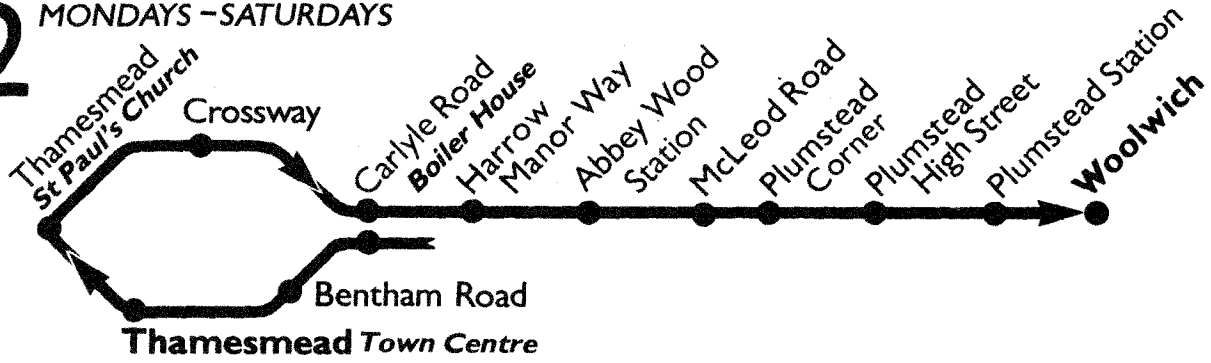 2
MONDAYS – SATURDAYS
Thamesmead
St Paul's Church
Crossway
Carlyle Road
Boiler House
Harrow
Manor Way
Abbey Wood
Station
McLeod Road
Plumstead
Corner
Plumstead
High Street
Plumstead Station
Woolwich
Bentham Road
Thamesmead Town Centre